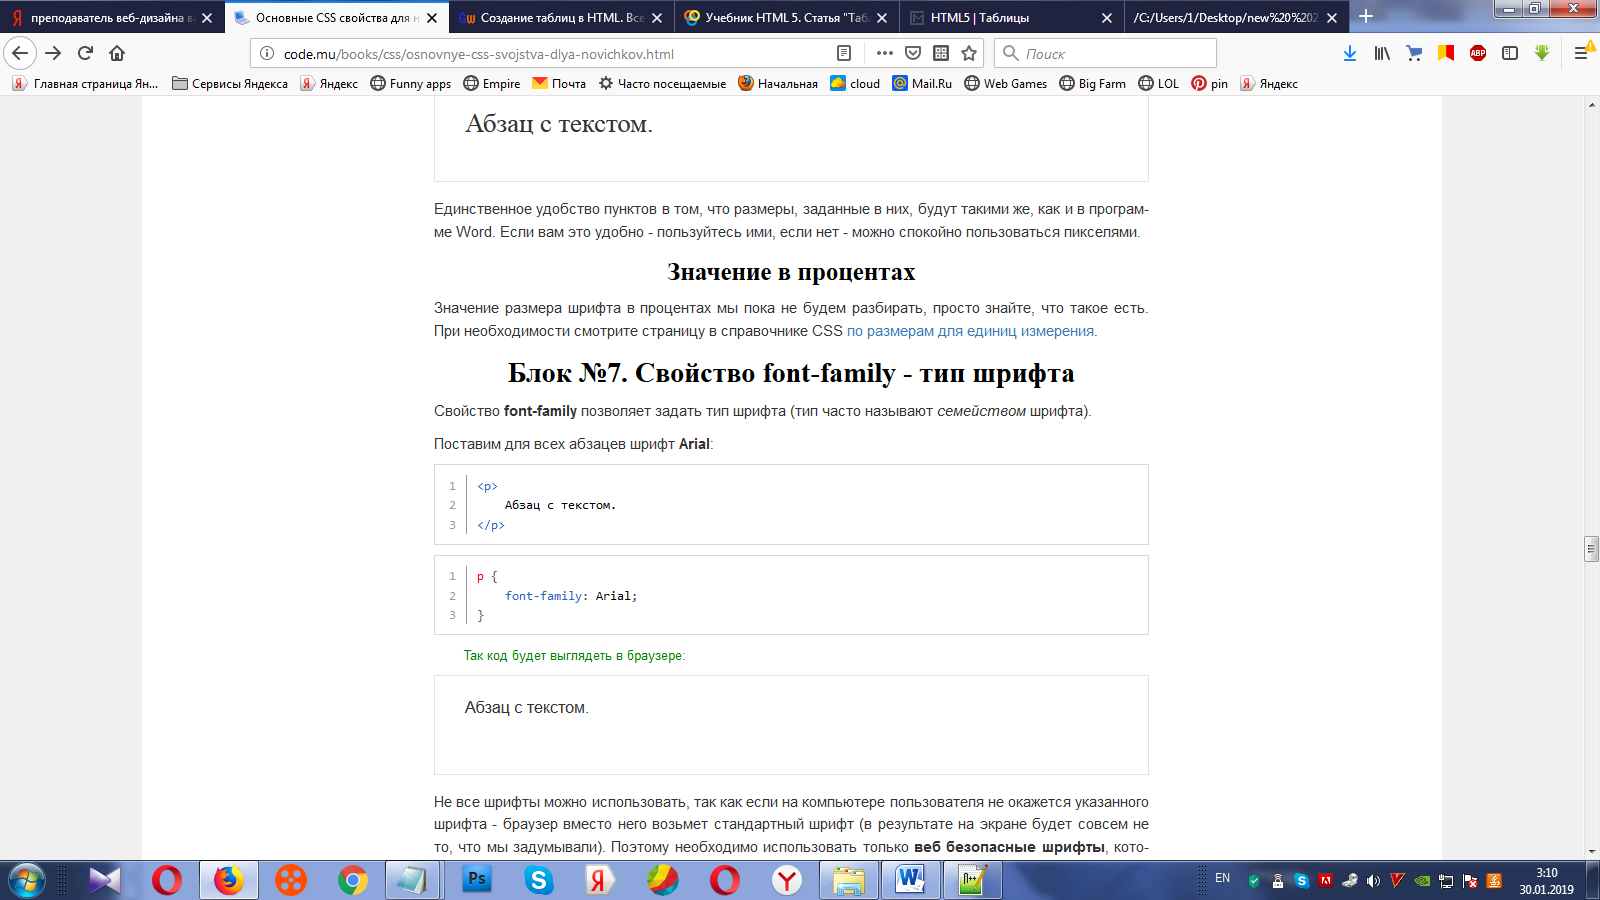 преподаватель веб-дизайна ва
Основные CSS свойства для н
Создание таблиц в HTML. Все
Учебник HTML 5. Статья "Таб
HTML5 | Таблицы
/C:/Users/1/Desktop/new%20%202
code.mu/books/css/osnovnye-css-svojstva-dlya-novichkov.html
Поиск
ABP
Главная страница Ян...
Сервисы Яндекса
Яндекс
Funny apps
Empire
Почта
Часто посещаемые
Начальная
cloud
Mail.Ru
Web Games
Big Farm
LOL
pin
Яндекс
Абзац с текстом.
Единственное удобство пунктов в том, что размеры, заданные в них, будут такими же, как и в програм-
ме Word. Если вам это удобно - пользуйтесь ими, если нет - можно спокойно пользоваться пикселями.
Значение в процентах
Значение размера шрифта в процентах мы пока не будем разбирать, просто знайте, что такое есть.
При необходимости смотрите страницу в справочнике CSS по размерам для единиц измерения.
Блок №7. Свойство font-family - тип шрифта
Свойство font-family позволяет задать тип шрифта (тип часто называют семейством шрифта).
Поставим для всех абзацев шрифт Arial:
1 <p>
2 Абзац с текстом.
3 </p>
1 p {
2 font-family: Arial;
3 }
Так код будет выглядеть в браузере:
Абзац с текстом.
Не все шрифты можно использовать, так как если на компьютере пользователя не окажется указанного
шрифта - браузер вместо него возьмет стандартный шрифт (в результате на экране будет совсем не
то, что мы задумывали). Поэтому необходимо использовать только веб безопасные шрифты, кото-
Ps
EN
3:10
30.01.2019